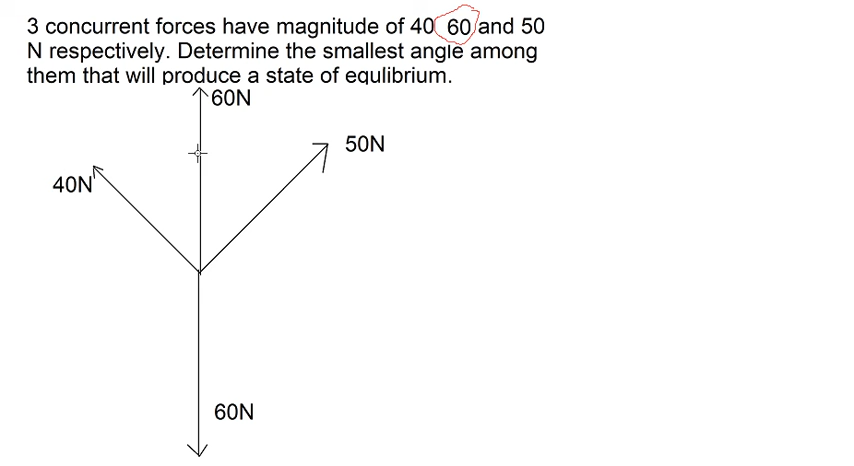 3 concurrent forces have magnitude of 40 60 and 50
N respectively. Determine the smallest angle among
them that will produce a state of equlibrium.
60N
50N
40N
60N